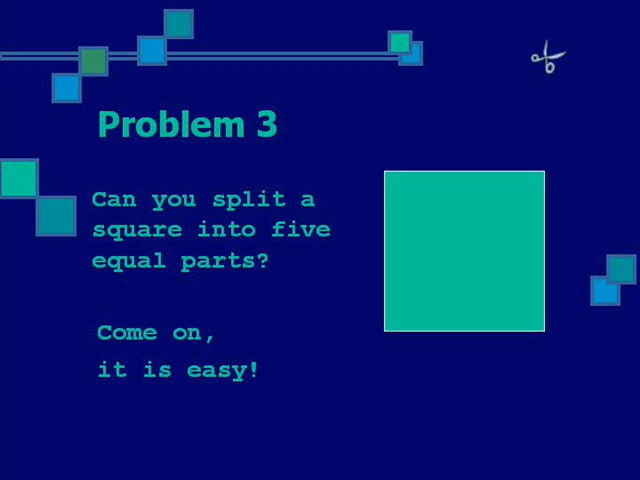 Problem 3
Can you split a
square into five
equal parts?
Come on,
it is easy!